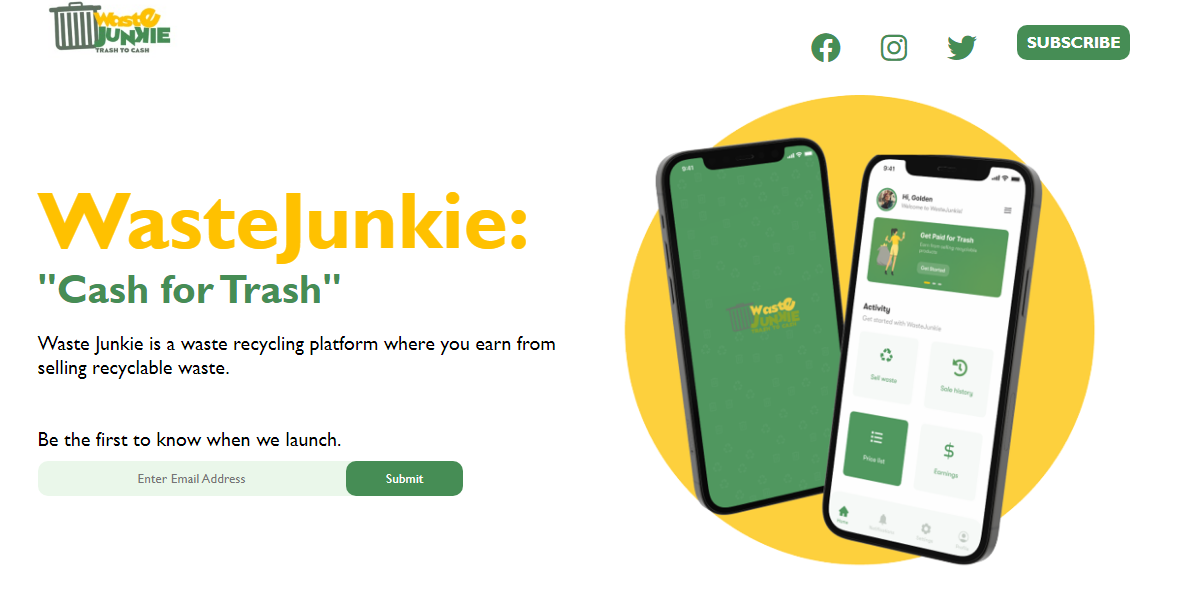 Waste
JUNKIE
TRASH TO CASH
SUBSCRIBE
WasteJunkie:
"Cash for Trash"
Waste Junkie is a waste recycling platform where you earn from
selling recyclable waste.
Be the first to know when we launch.
Enter Email Address
Submit
9:41
Waste
JUNKIE
TRASH TO CASH
9:41
Hi, Golden
Welcome to WasteJunkie!
Get Paid for Trash
Earn from selling recyclable
products
Get Started
Activity
Get started with WasteJunkie
Sell waste
Sale history
Price list
Earnings
Home
Notifications
Settings
Profile